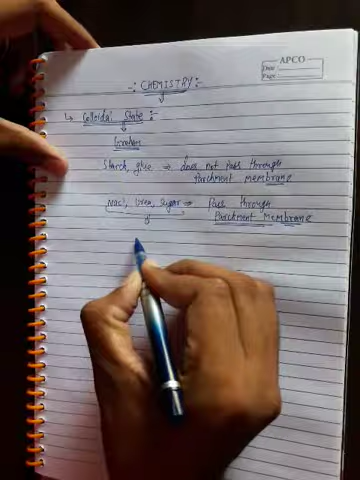 APCO
Date
Page
-: CHEMISTRY :-
↳ Colloidal State :-
Graham
Starch, glue ⇒ does not Pass through
Parchment membrane
NaCl, Urea, Sugar ⇒ Pass through
Parchment membrane